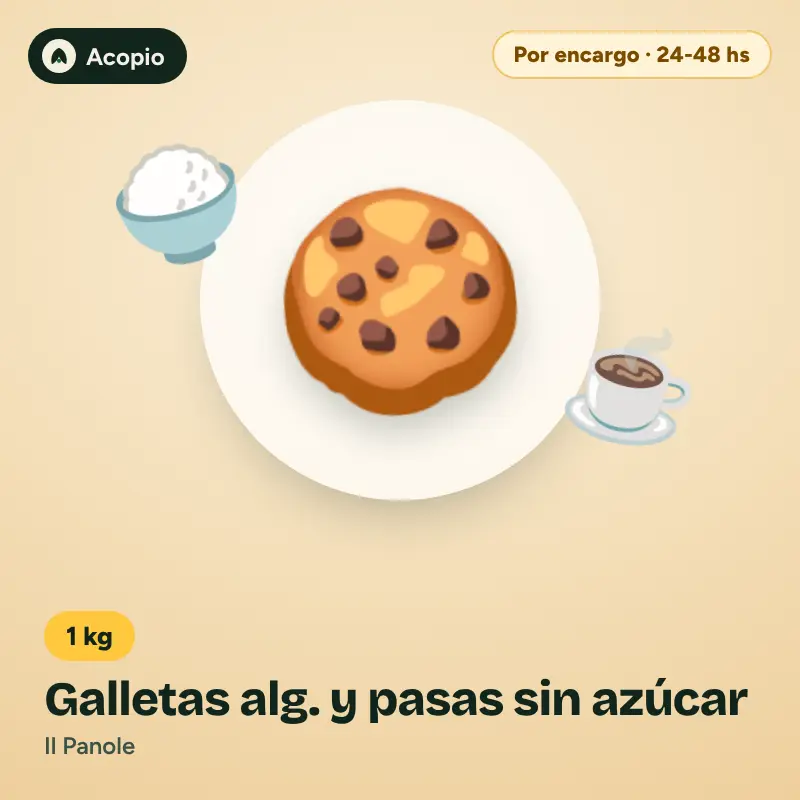 Acopio
Por encargo · 24-48 hs
1 kg
Galletas alg. y pasas sin azúcar
Il Panole